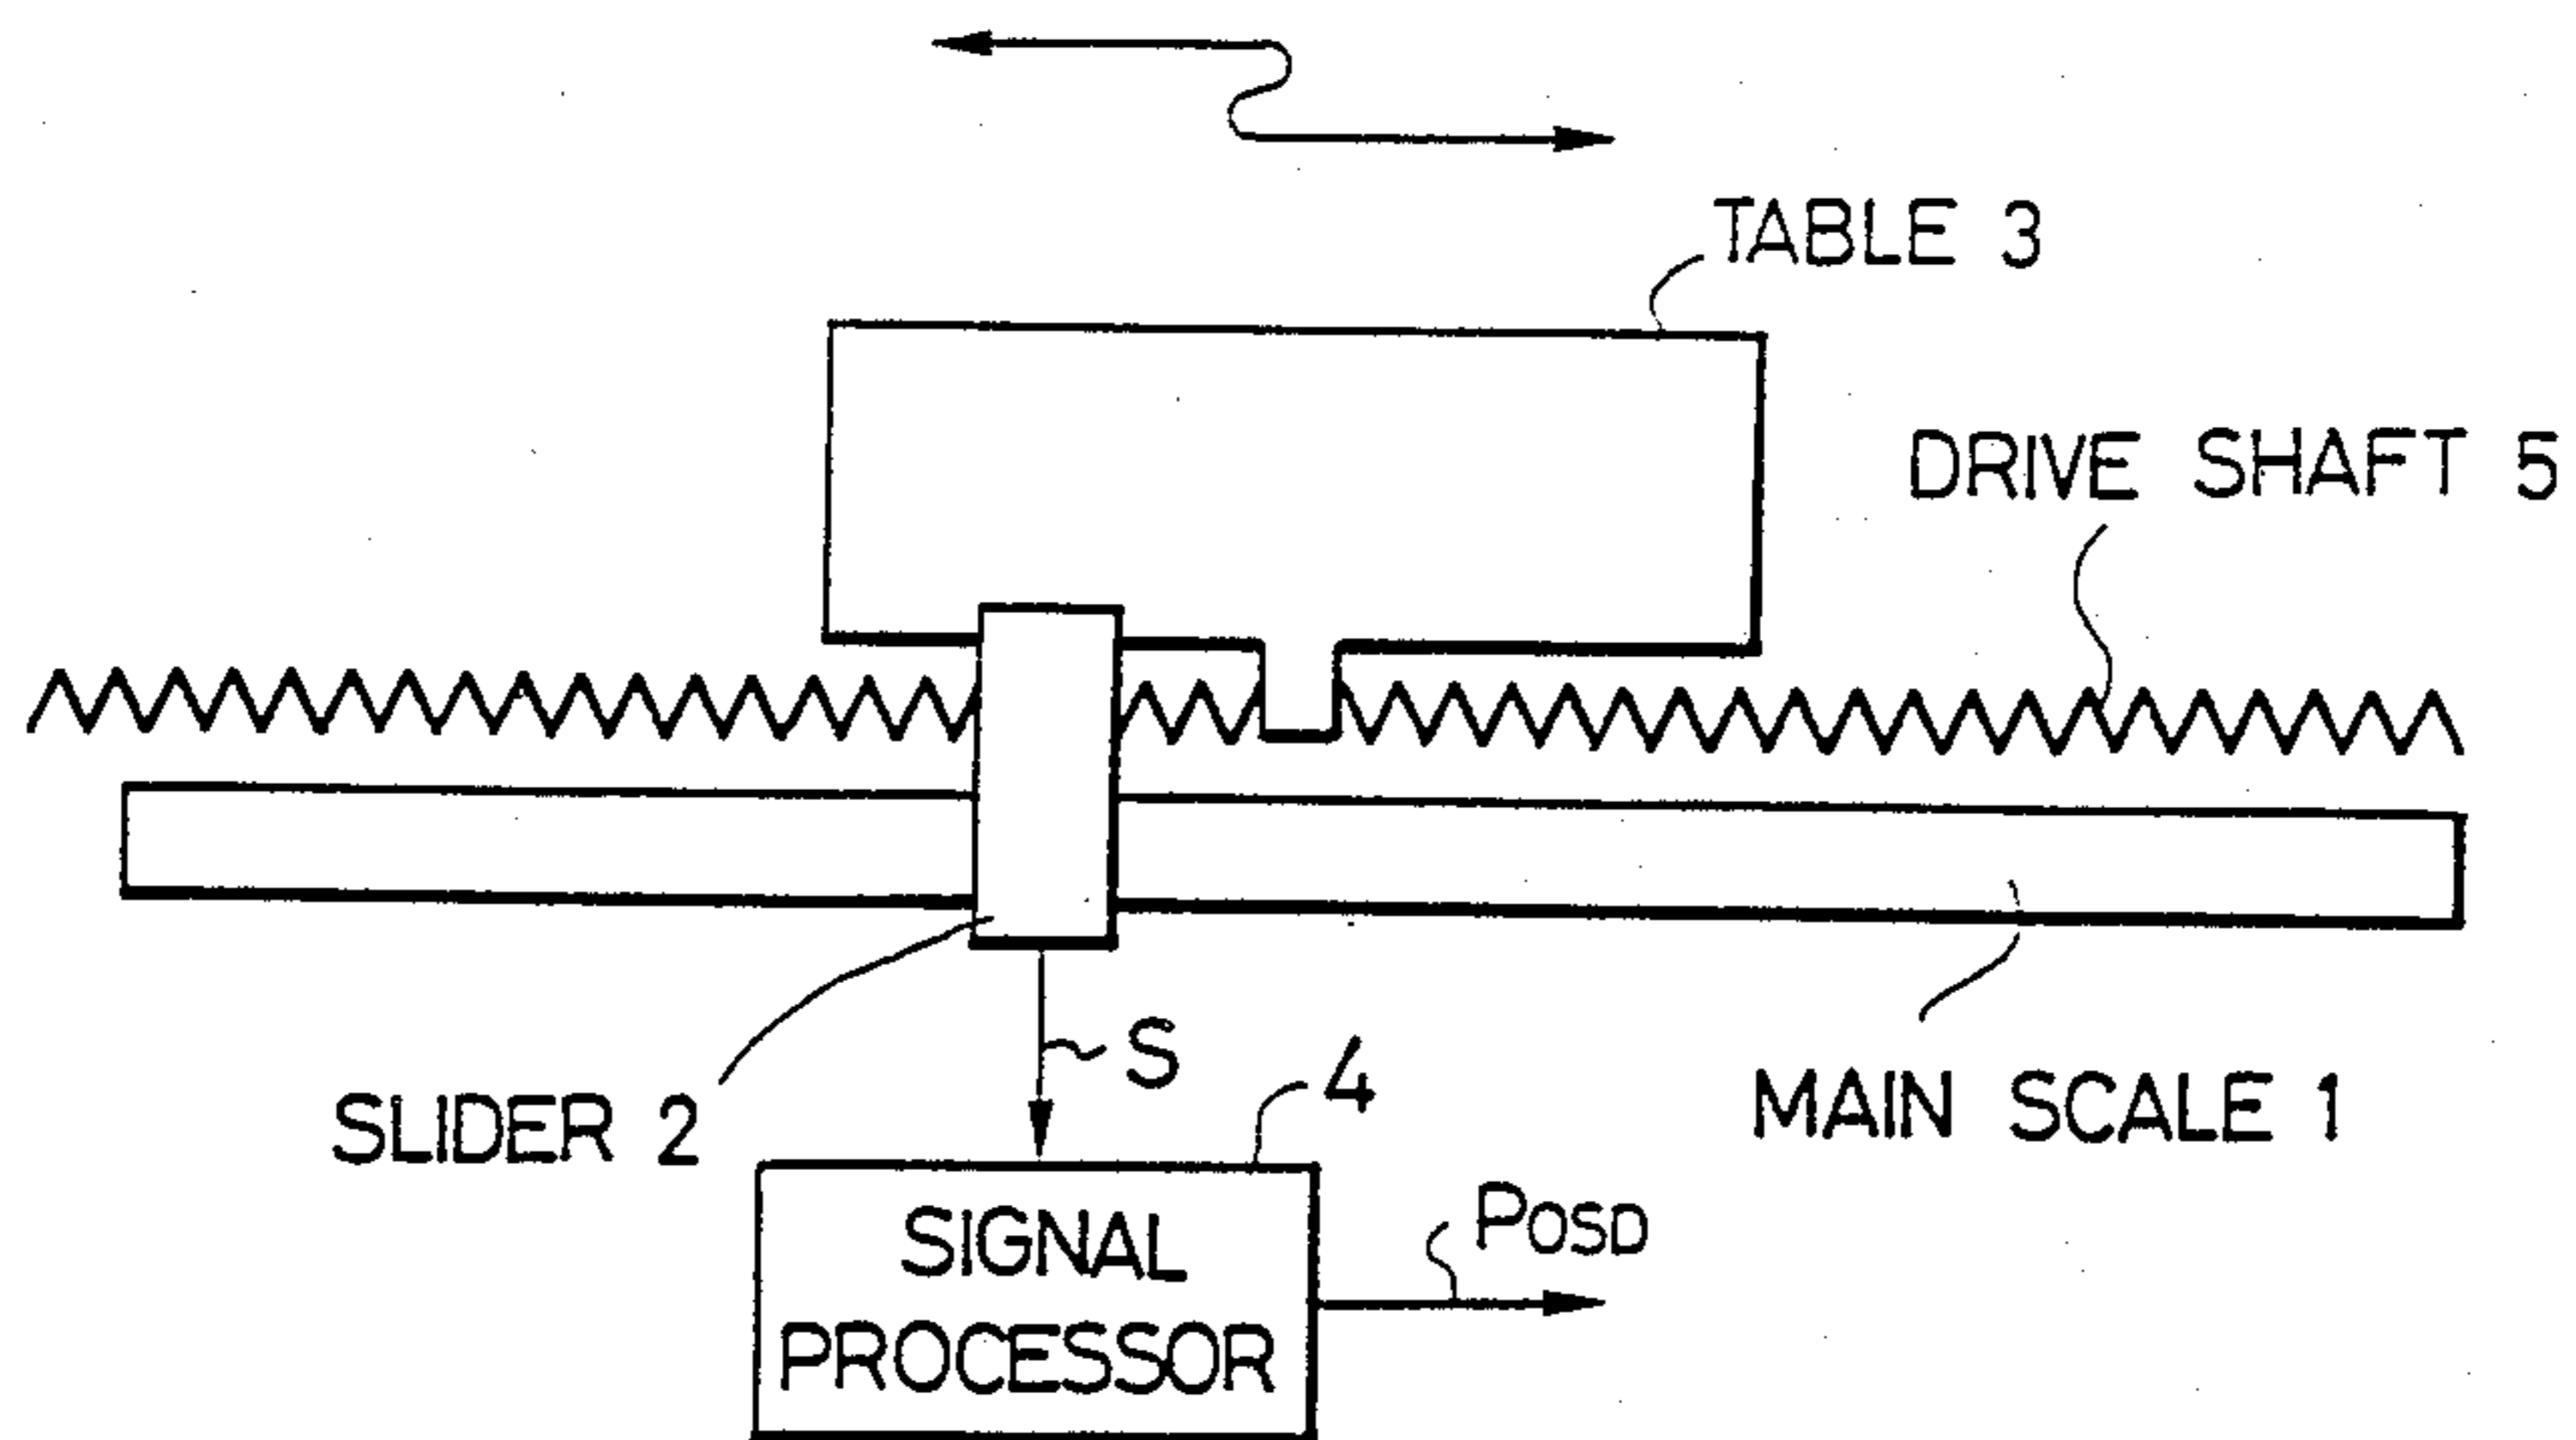 TABLE 3
DRIVE SHAFT 5
S
4
SLIDER 2
MAIN SCALE 1
SIGNAL
PROCESSOR
POSD